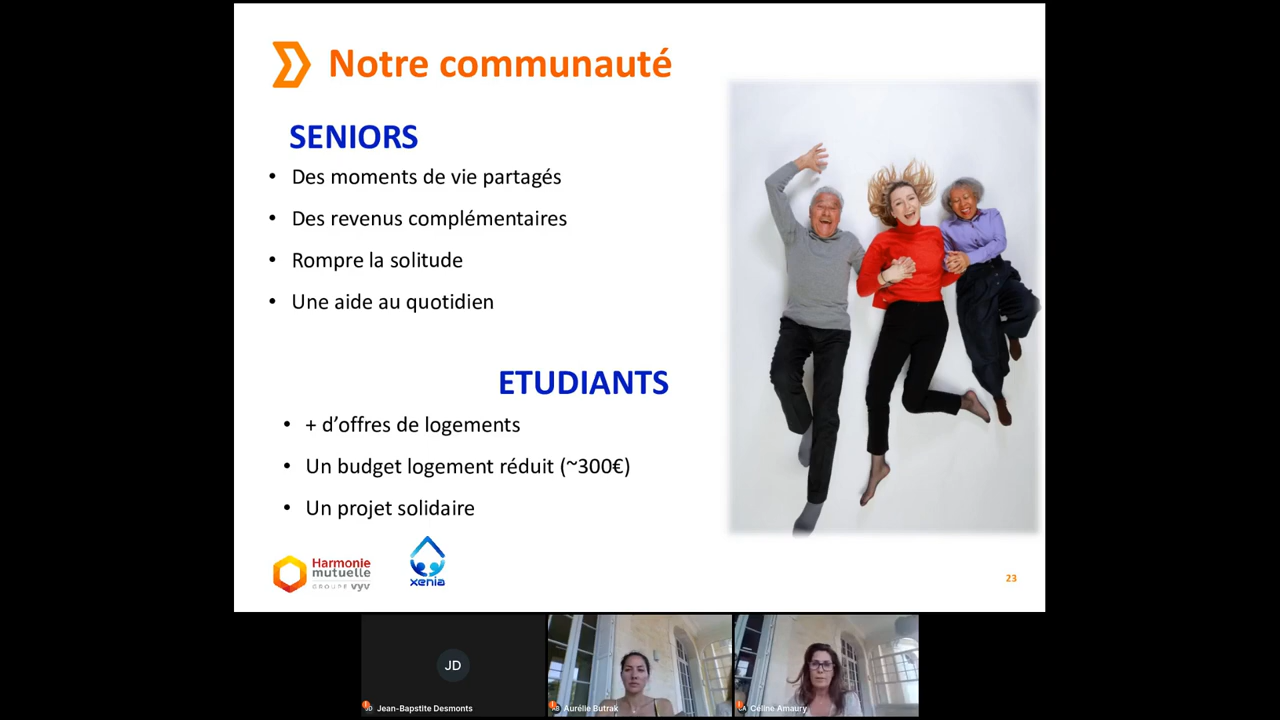 Notre communauté
SENIORS
• Des moments de vie partagés
• Des revenus complémentaires
• Rompre la solitude
• Une aide au quotidien
ETUDIANTS
• + d’offres de logements
• Un budget logement réduit (~300€)
• Un projet solidaire
Harmonie
mutuelle
GROUPE vyv
xenia
23
JD
Jean-Bapstite Desmonts
Aurélie Butrak
Céline Amaury